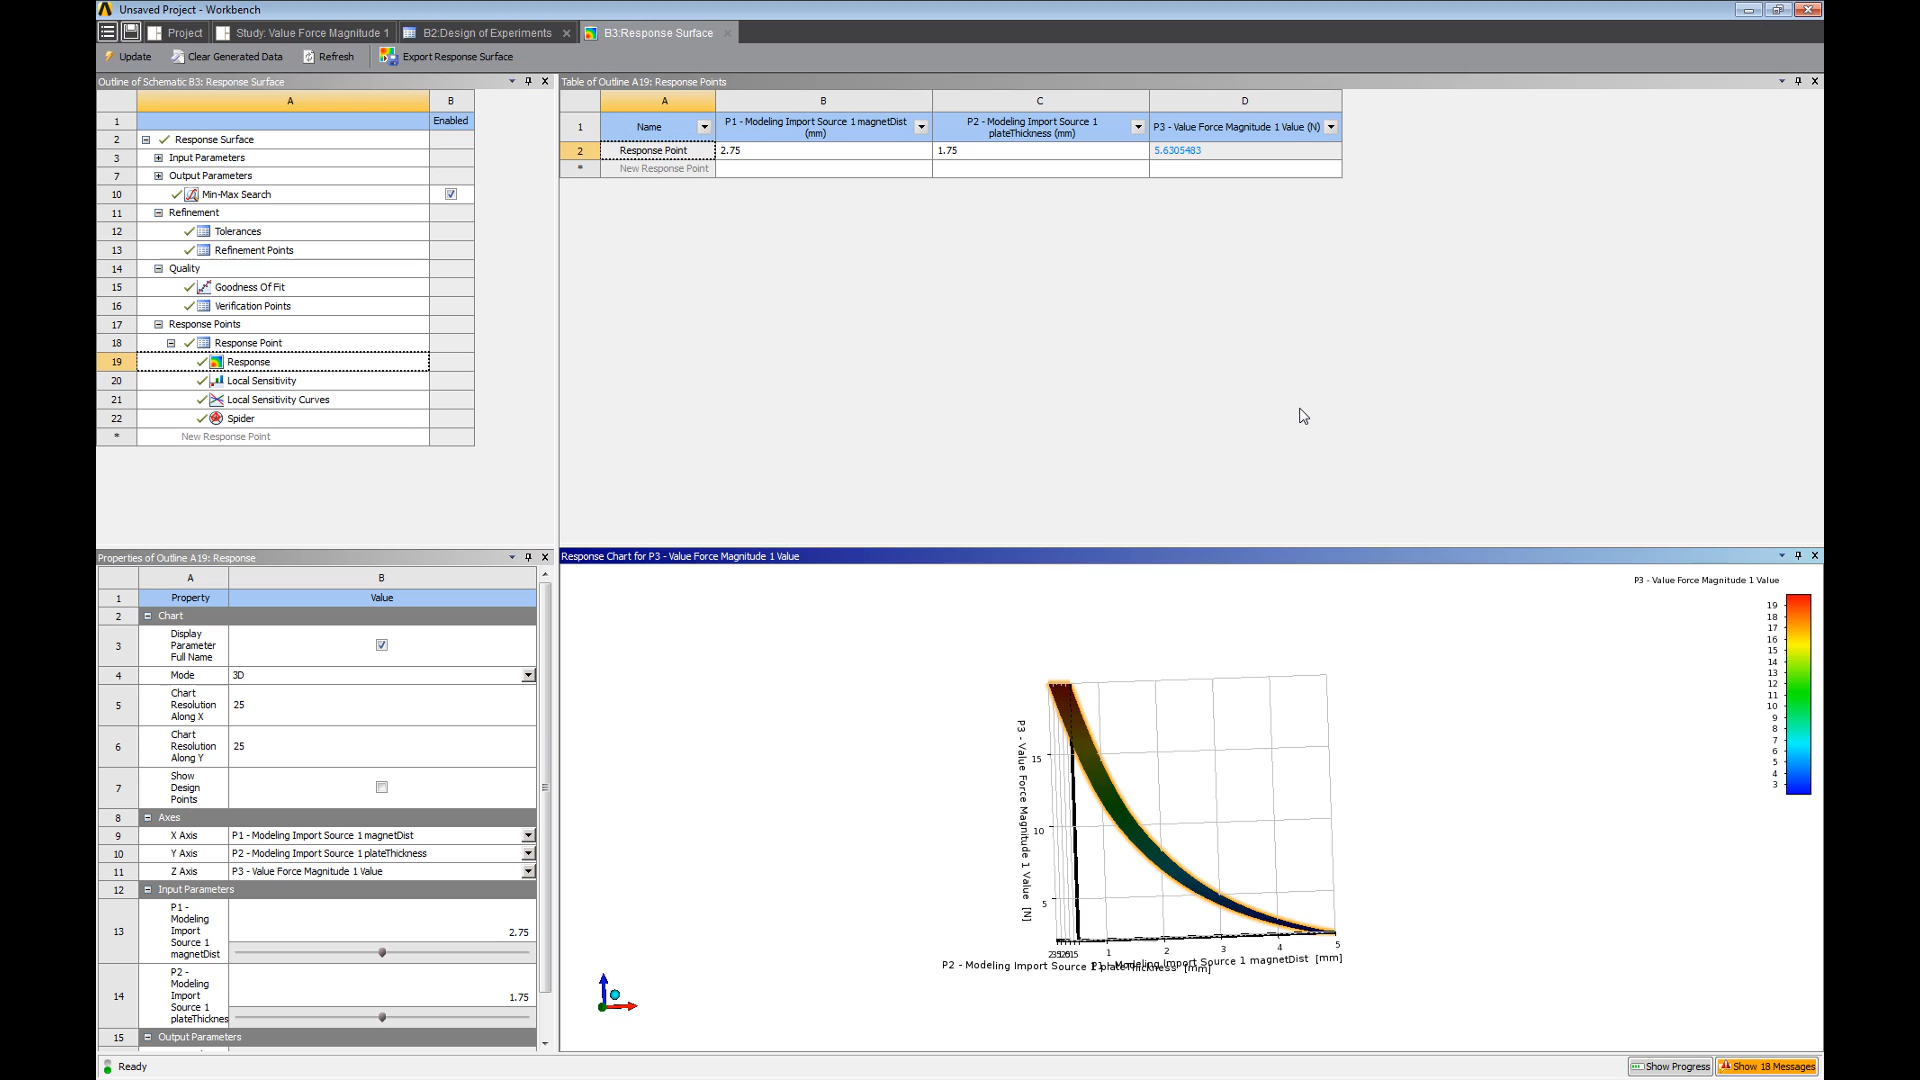 Unsaved Project - Workbench
Project
Study: Value Force Magnitude 1
B2:Design of Experiments
B3:Response Surface
Update
Clear Generated Data
Refresh
Export Response Surface
Outline of Schematic B3: Response Surface
A
B
1
Enabled
2
Response Surface
3
Input Parameters
7
Output Parameters
10
Min-Max Search
11
Refinement
12
Tolerances
13
Refinement Points
14
Quality
15
Goodness Of Fit
16
Verification Points
17
Response Points
18
Response Point
19
Response
20
Local Sensitivity
21
Local Sensitivity Curves
22
Spider
*
New Response Point
Table of Outline A19: Response Points
A
B
C
D
1
Name
P1 - Modeling Import Source 1 magnetDist (mm)
P2 - Modeling Import Source 1 plateThickness (mm)
P3 - Value Force Magnitude 1 Value (N)
2
Response Point
2.75
1.75
5.6305483
*
New Response Point
Properties of Outline A19: Response
A
B
1
Property
Value
2
Chart
3
Display Parameter Full Name
4
Mode
3D
5
Chart Resolution Along X
25
6
Chart Resolution Along Y
25
7
Show Design Points
8
Axes
9
X Axis
P1 - Modeling Import Source 1 magnetDist
10
Y Axis
P2 - Modeling Import Source 1 plateThickness
11
Z Axis
P3 - Value Force Magnitude 1 Value
12
Input Parameters
13
P1 - Modeling Import Source 1 magnetDist
2.75
14
P2 - Modeling Import Source 1 plateThicknes
1.75
15
Output Parameters
Response Chart for P3 - Value Force Magnitude 1 Value
P3 - Value Force Magnitude 1 Value
19
18
17
16
15
14
13
12
11
10
9
8
7
6
5
4
3
P3 - Value Force Magnitude 1 Value [N]
15
10
5
1
2
3
4
5
P2 - Modeling Import Source 1 plateThickness [mm]
P1 - Modeling Import Source 1 magnetDist [mm]
Ready
Show Progress
Show 18 Messages